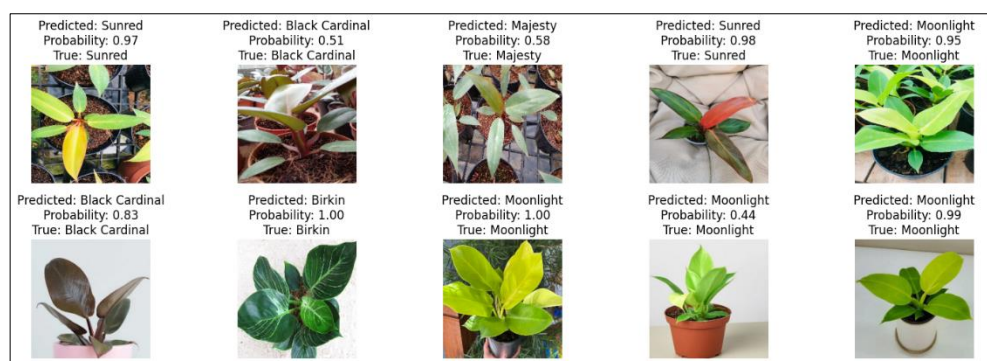 Predicted: Sunred
Probability: 0.97
True: Sunred
Predicted: Black Cardinal
Probability: 0.51
True: Black Cardinal
Predicted: Majesty
Probability: 0.58
True: Majesty
Predicted: Sunred
Probability: 0.98
True: Sunred
Predicted: Moonlight
Probability: 0.95
True: Moonlight
Predicted: Black Cardinal
Probability: 0.83
True: Black Cardinal
Predicted: Birkin
Probability: 1.00
True: Birkin
Predicted: Moonlight
Probability: 1.00
True: Moonlight
Predicted: Moonlight
Probability: 0.44
True: Moonlight
Predicted: Moonlight
Probability: 0.99
True: Moonlight